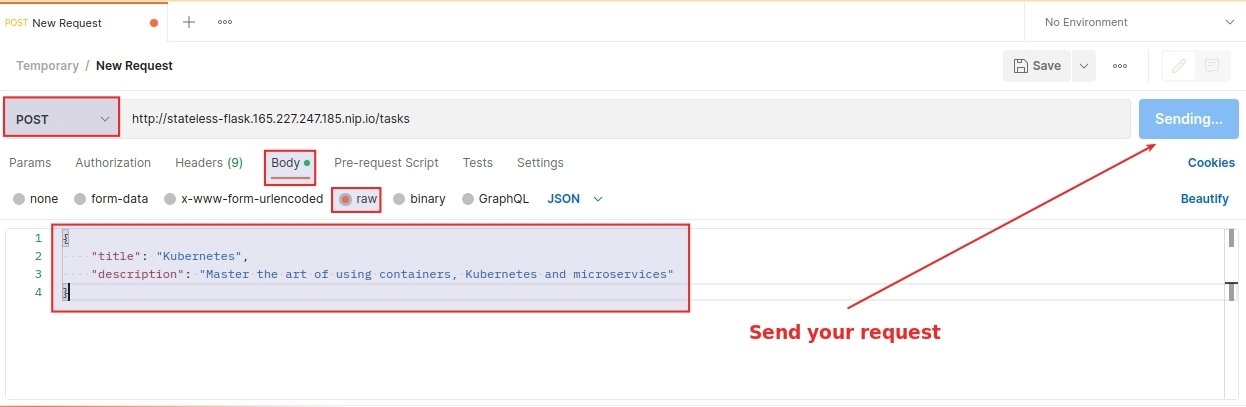 POST New Request
No Environment
Temporary / New Request
Save
POST
http://stateless-flask.165.227.247.185.nip.io/tasks
Sending...
Params Authorization Headers (9) Body Pre-request Script Tests Settings
Cookies
none form-data x-www-form-urlencoded raw binary GraphQL JSON
Beautify
1 {
2 "title": "Kubernetes",
3 "description": "Master the art of using containers, Kubernetes and microservices"
4 }
Send your request